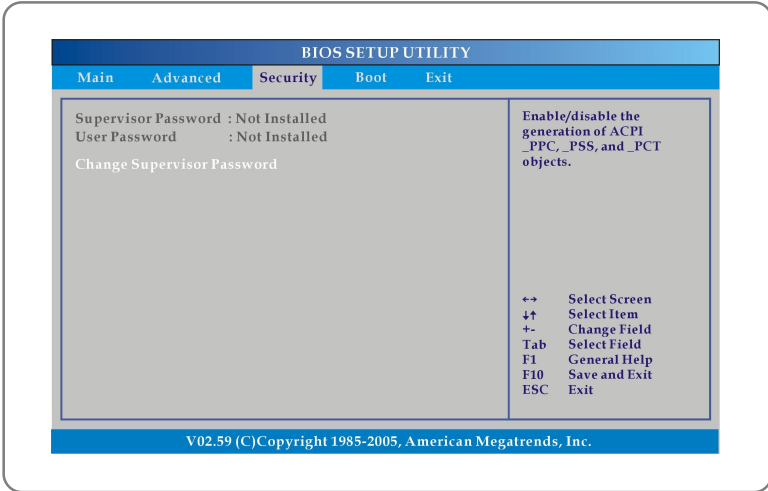 BIOS SETUP UTILITY
Main Advanced Security Boot Exit
Supervisor Password : Not Installed
User Password : Not Installed
Change Supervisor Password
Enable/disable the
generation of ACPI
_PPC, _PSS, and _PCT
objects.
←→ Select Screen
↓↑ Select Item
+- Change Field
Tab Select Field
F1 General Help
F10 Save and Exit
ESC Exit
V02.59 (C)Copyright 1985-2005, American Megatrends, Inc.